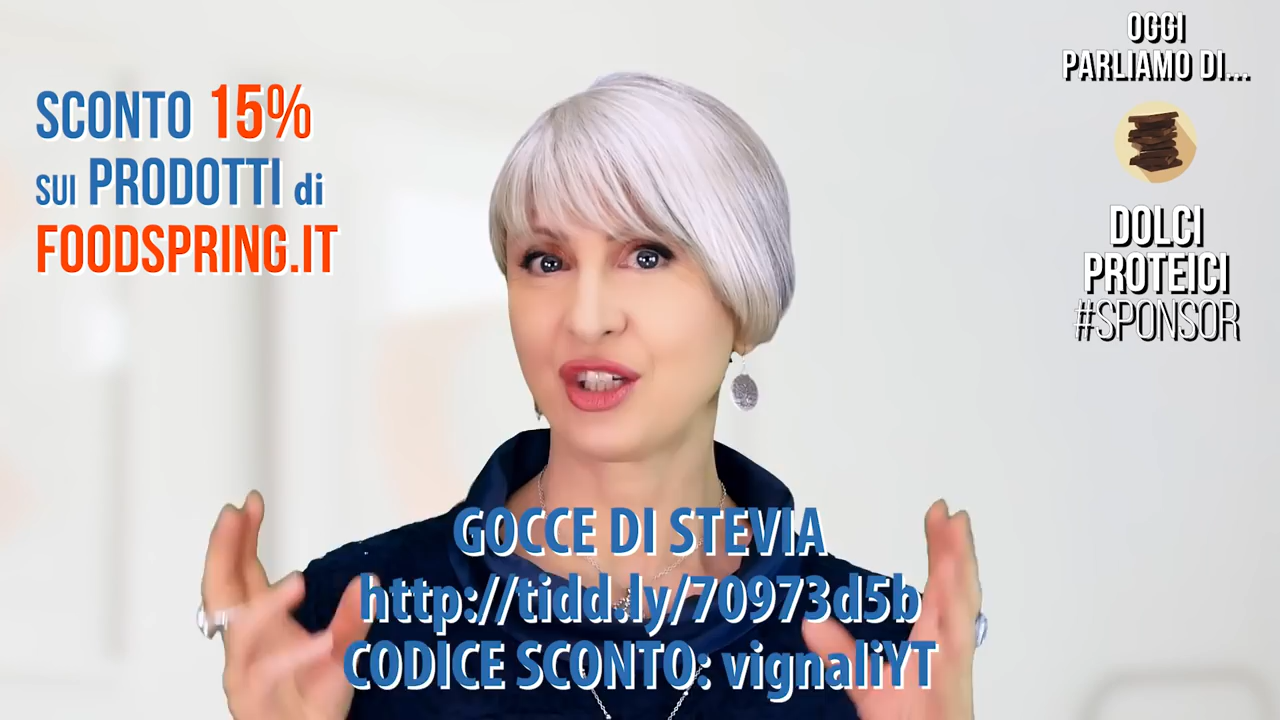 SCONTO 15%
SUI PRODOTTI di
FOODSPRING.IT
OGGI
PARLIAMO DI...
DOLCI
PROTEICI
#SPONSOR
GOCCE DI STEVIA
http://tidd.ly/70973d5b
CODICE SCONTO: vignaliYT